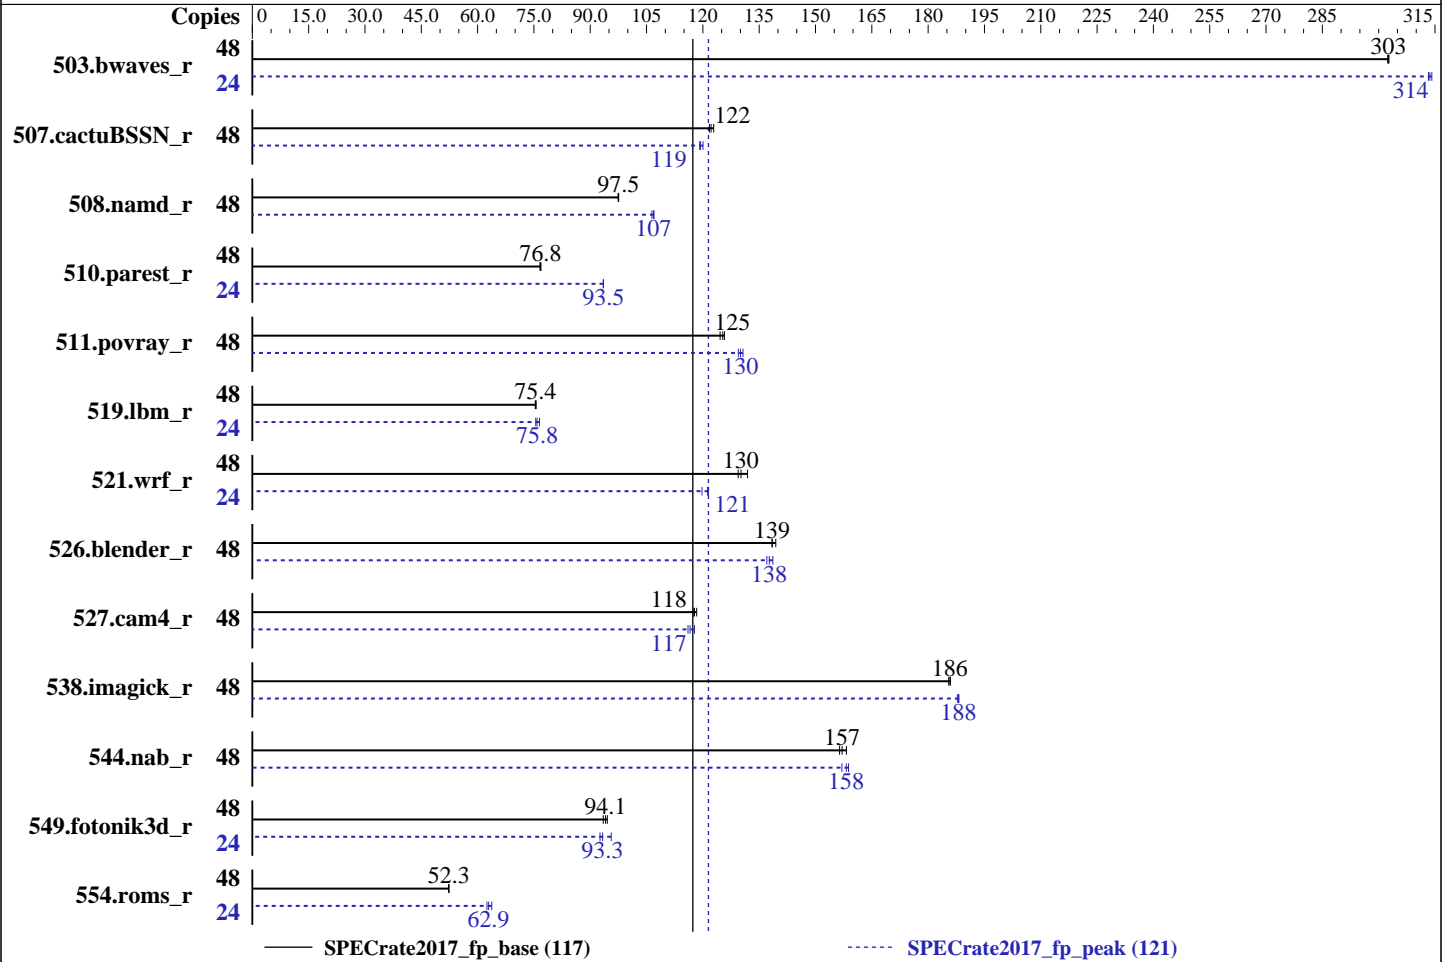 Copies 0 15.0 30.0 45.0 60.0 75.0 90.0 105 120 135 150 165 180 195 210 225 240 255 270 285 315
503.bwaves_r 48 303
24 314
507.cactuBSSN_r 48 122
119
508.namd_r 48 97.5
107
510.parest_r 48 76.8
24 93.5
511.povray_r 48 125
130
519.lbm_r 48 75.4
24 75.8
521.wrf_r 48 130
24 121
526.blender_r 48 139
138
527.cam4_r 48 118
117
538.imagick_r 48 186
188
544.nab_r 48 157
158
549.fotonik3d_r 48 94.1
24 93.3
554.roms_r 48 52.3
24 62.9
SPECrate2017_fp_base (117) SPECrate2017_fp_peak (121)